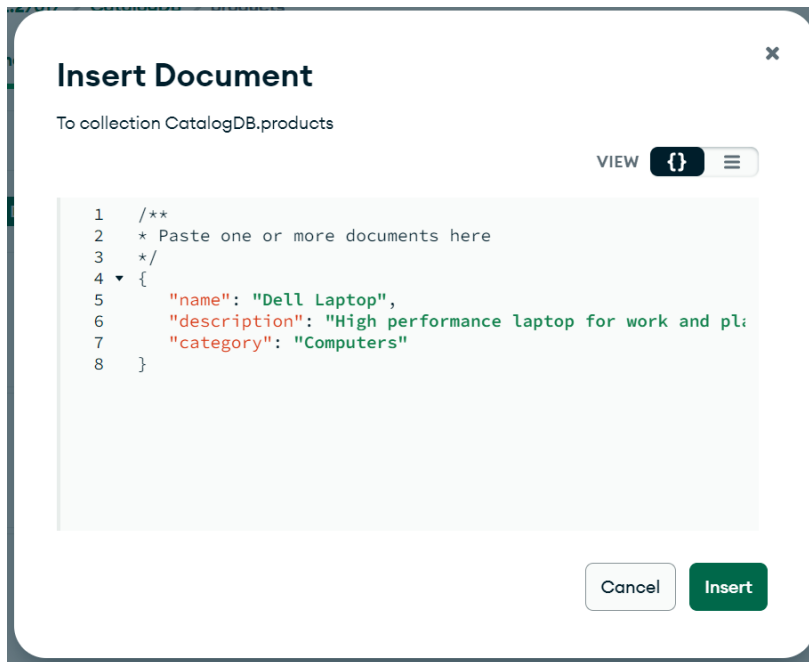 Insert Document
To collection CatalogDB.products
VIEW {}
1 /**
2 * Paste one or more documents here
3 */
4 {
5 "name": "Dell Laptop",
6 "description": "High performance laptop for work and
7 "category": "Computers"
8 }
Cancel Insert